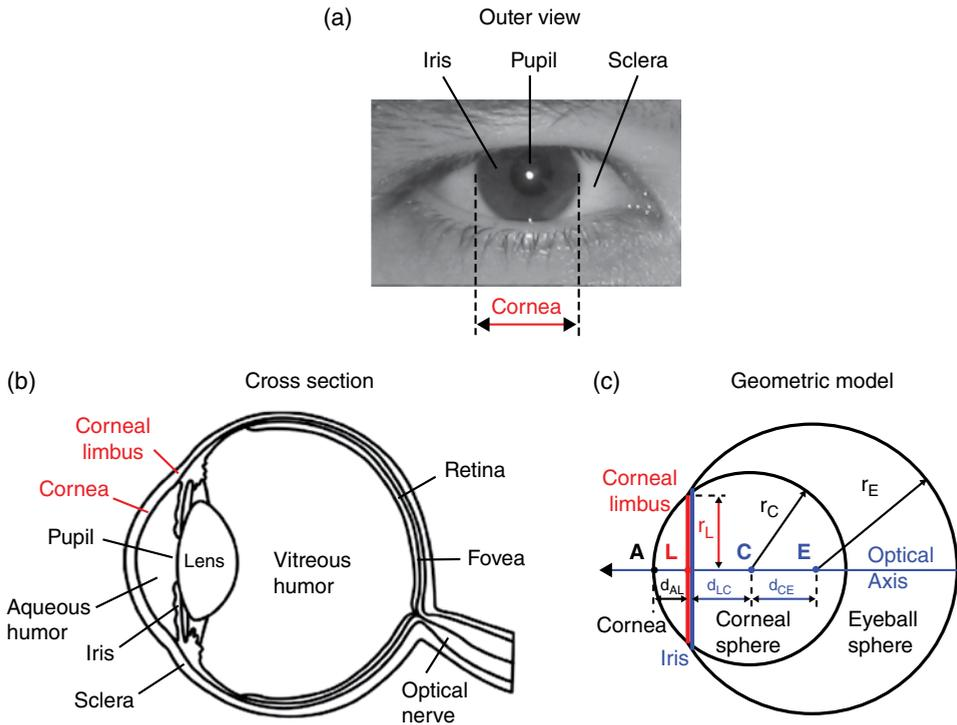 (a)
Outer view
Iris
Pupil
Sclera
Cornea
(b)
Cross section
Corneal
limbus
Cornea
Pupil
Aqueous
humor
Iris
Sclera
Lens
Vitreous
humor
Retina
Fovea
Optical
nerve
(c)
Geometric model
Corneal
limbus
r_L
r_C
r_E
A
L
C
E
Optical
Axis
d_AL
d_LC
d_CE
Cornea
Iris
Corneal
sphere
Eyeball
sphere